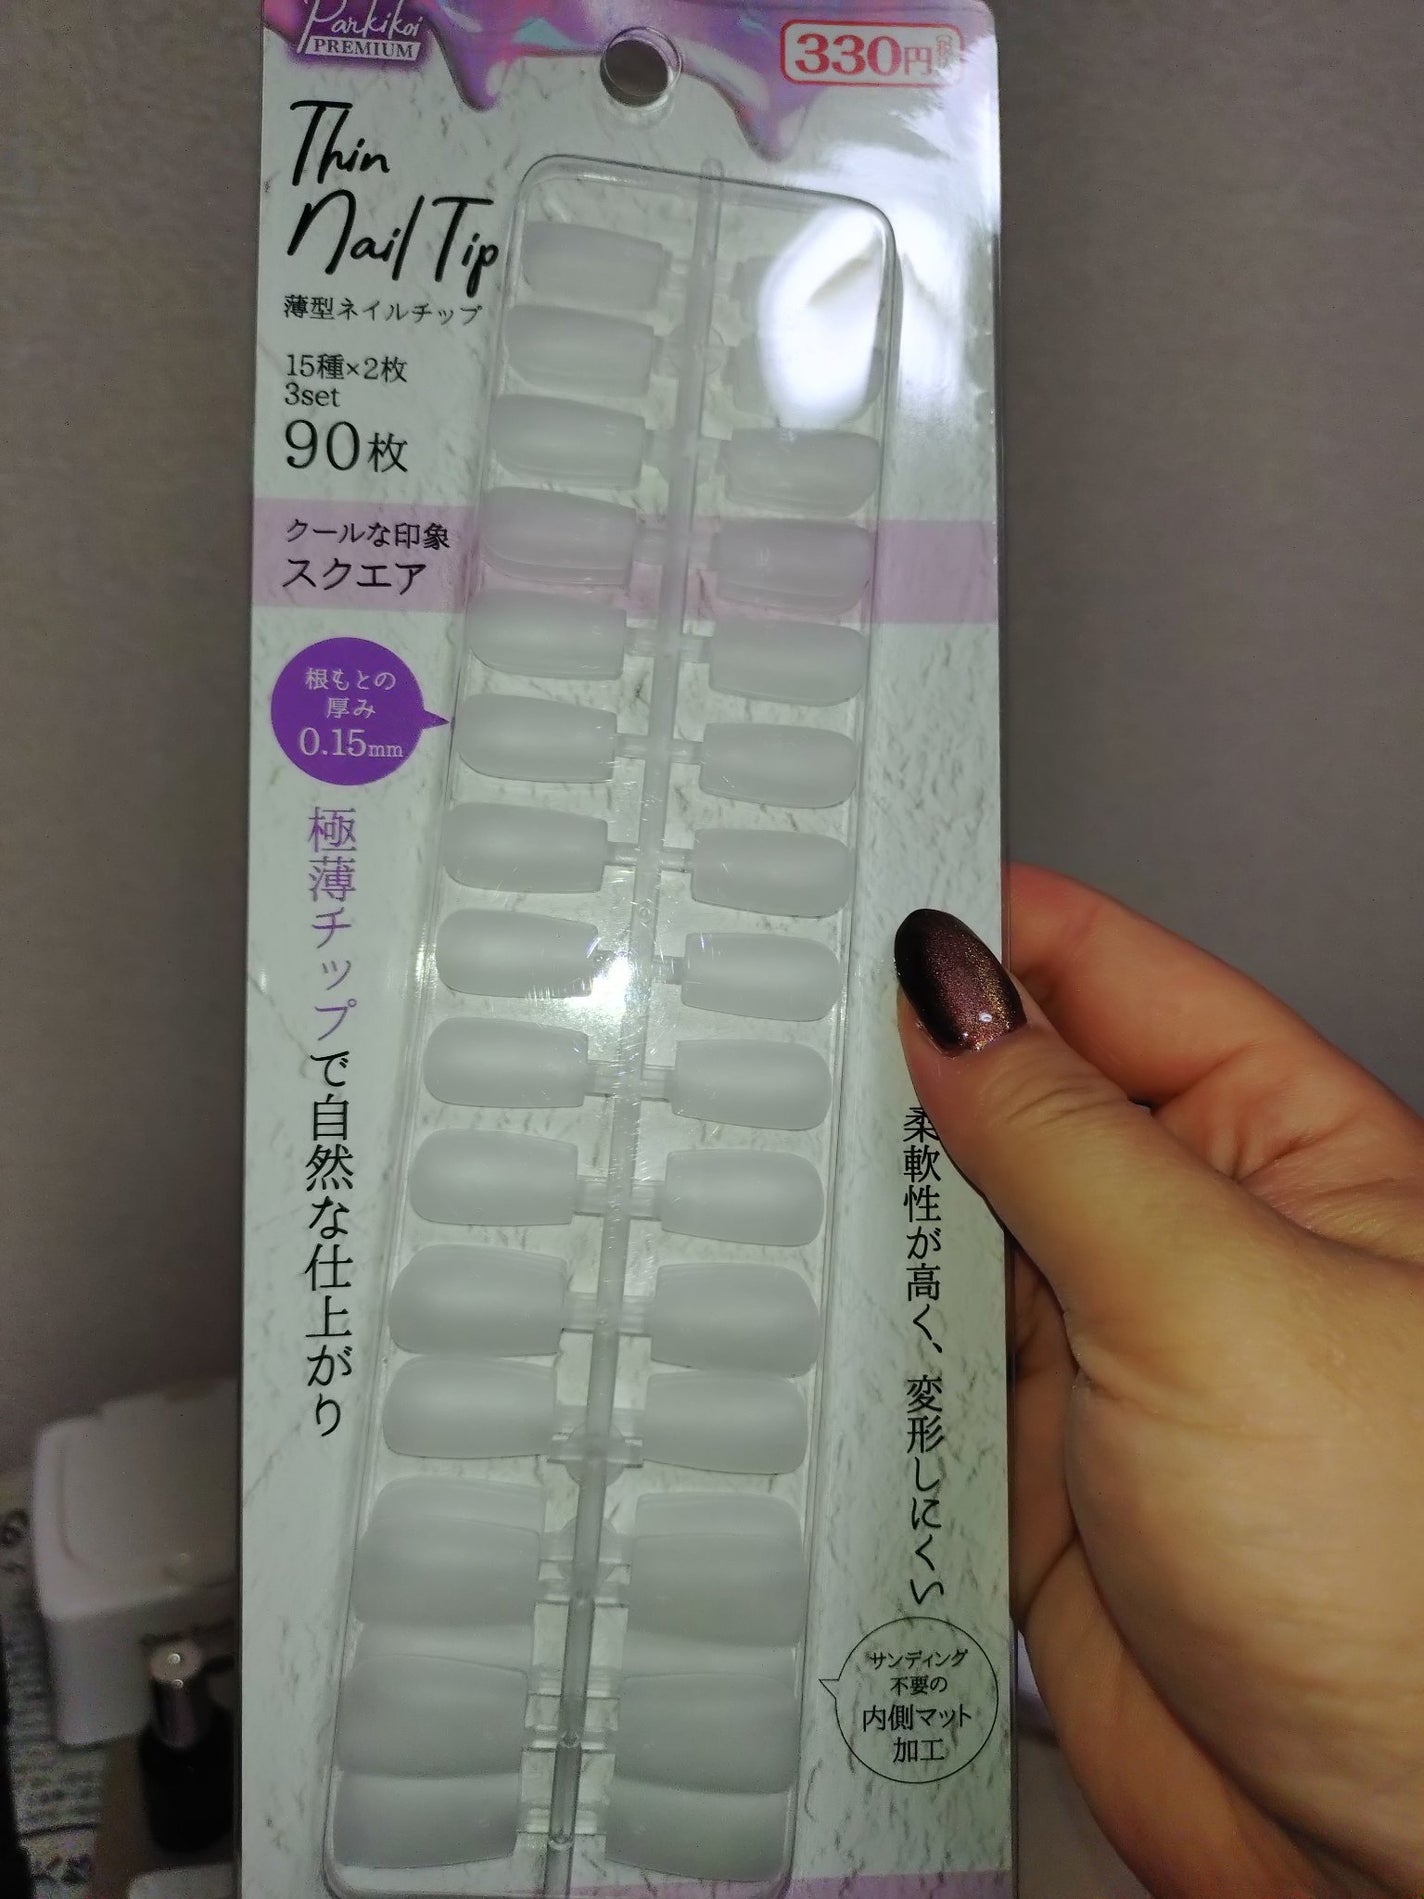 Parkikoi
PREMIUM
330円
Thin
Nail Tip
薄型ネイルチップ
15種×2枚
3set
90枚
クールな印象
スクエア
根もとの
厚み
0.15mm
極薄チップで自然な仕上がり
柔軟性が高く、変形しにくい
サンディング
不要の
内側マット
加工